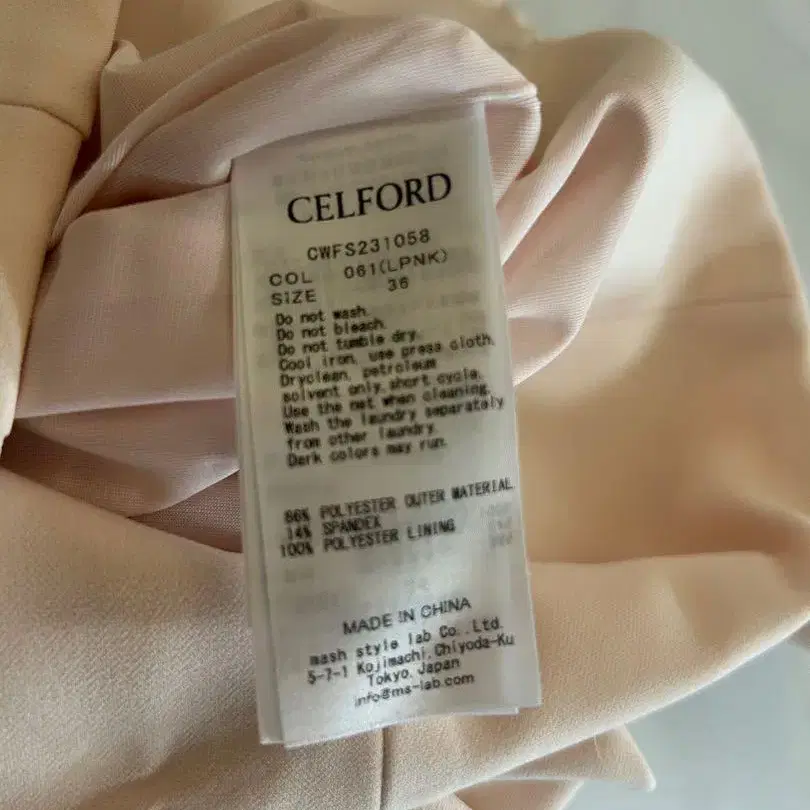 CELFORD
CWFS231058
COL 061(LPNK)
SIZE 36
Do not wash.
Do not bleach.
Do not tumble dry.
Cool iron, use press cloth.
Dryclean, petroleum
solvent only, short cycle.
Use the net when cleaning.
Wash the laundry separately
from other laundry.
Dark colors may run.
86% POLYESTER OUTER MATERIAL
14% SPANDEX
100% POLYESTER LINING
MADE IN CHINA
mash style lab Co.,Ltd.
5-7-1 Kojimachi,Chiyoda-Ku
Tokyo,Japan
info@ms-lab.com